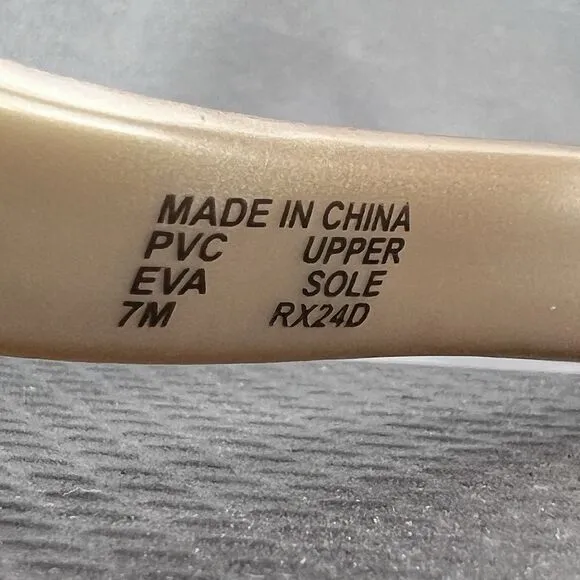 MADE IN CHINA
PVC UPPER
EVA SOLE
7M RX24D